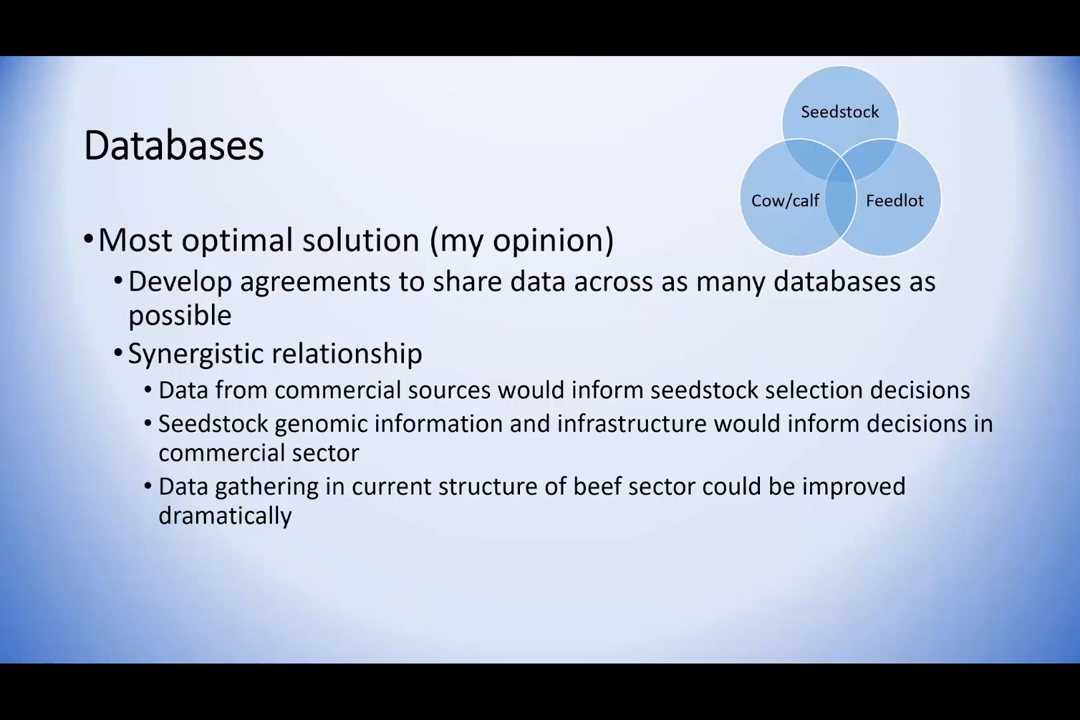 Seedstock
Databases
Cow/calf
Feedlot
•Most optimal solution (my opinion)
•Develop agreements to share data across as many databases as
possible
•Synergistic relationship
•Data from commercial sources would inform seedstock selection decisions
•Seedstock genomic information and infrastructure would inform decisions in
commercial sector
•Data gathering in current structure of beef sector could be improved
dramatically